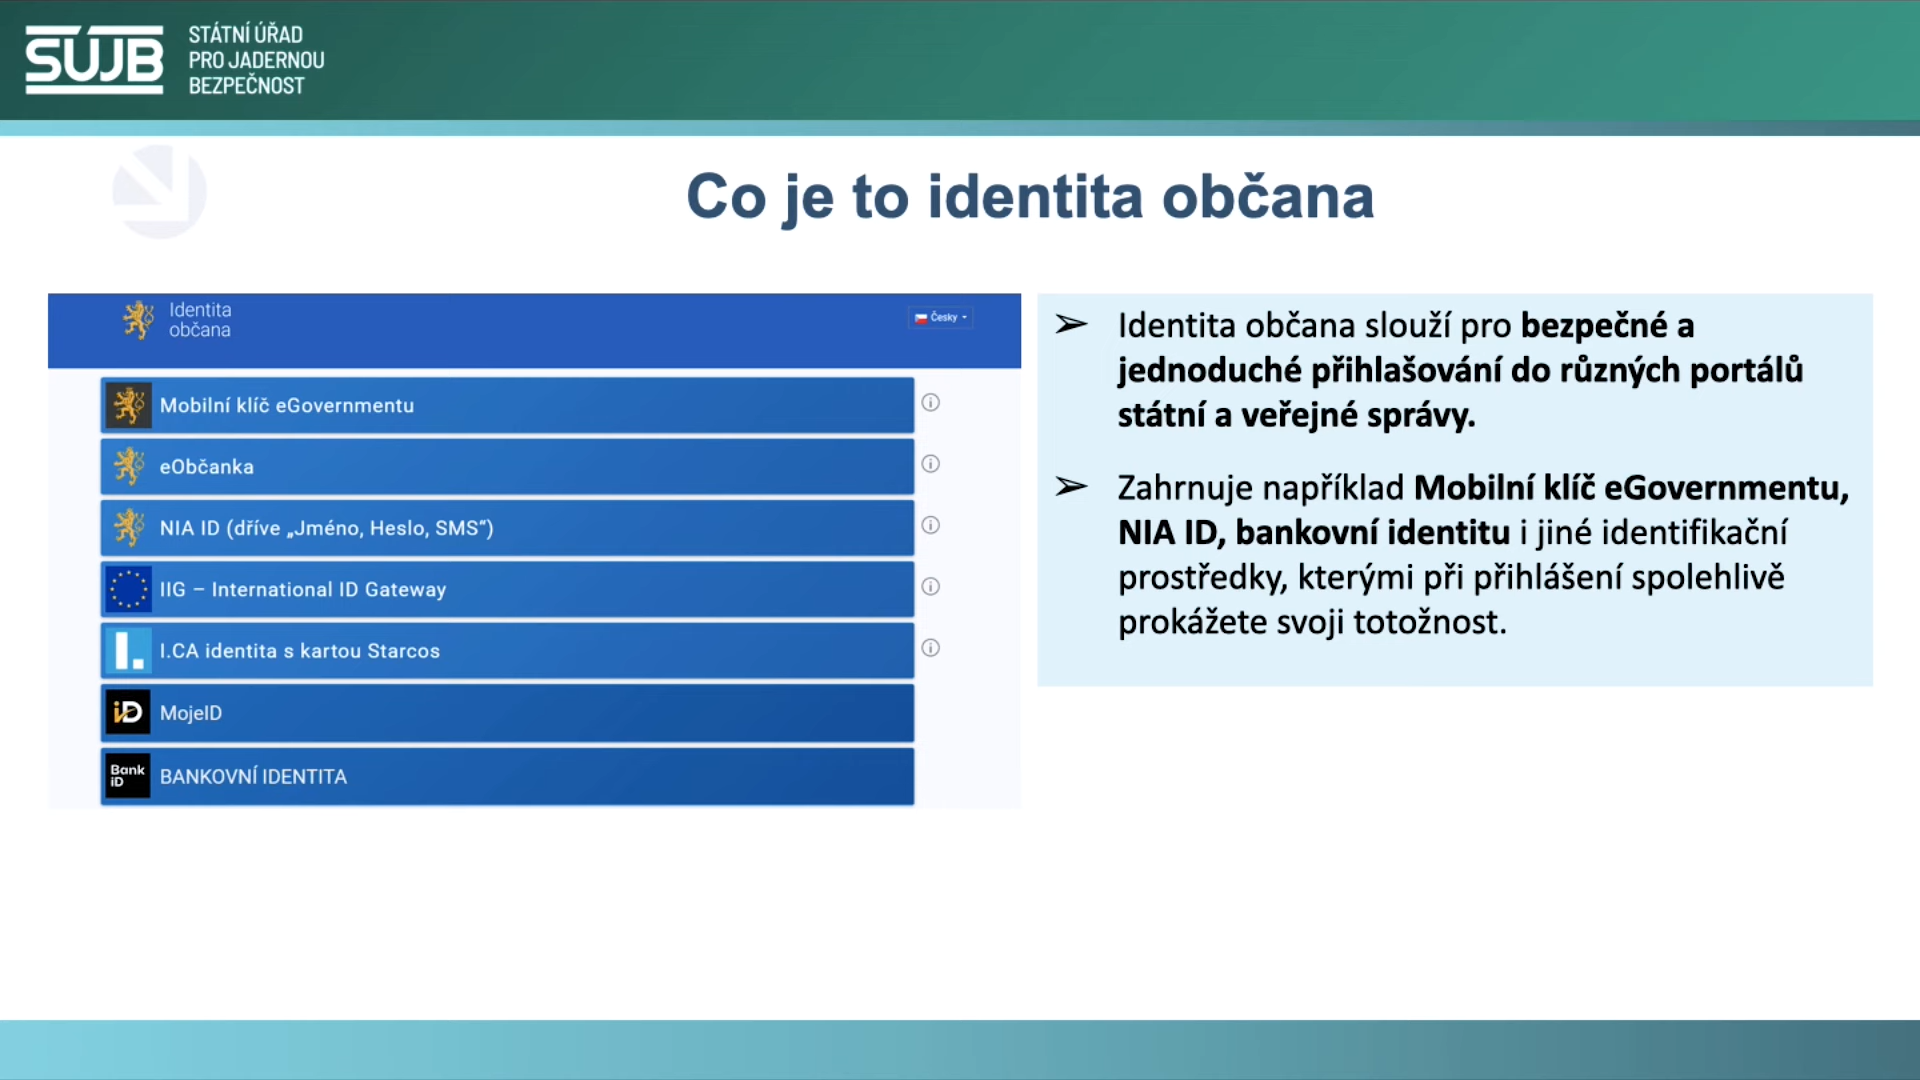 SÚJB
STÁTNÍ ÚŘAD
PRO JADERNOU
BEZPEČNOST
Co je to identita občana
Identita
občana
Česky
Mobilní klíč eGovernmentu
eObčanka
NIA ID (dříve „Jméno, Heslo, SMS“)
IIG – International ID Gateway
I.CA identita s kartou Starcos
iD
MojeID
Bank
iD
BANKOVNÍ IDENTITA
➢ Identita občana slouží pro bezpečné a
jednoduché přihlašování do různých portálů
státní a veřejné správy.
➢ Zahrnuje například Mobilní klíč eGovernmentu,
NIA ID, bankovní identitu i jiné identifikační
prostředky, kterými při přihlášení spolehlivě
prokážete svoji totožnost.